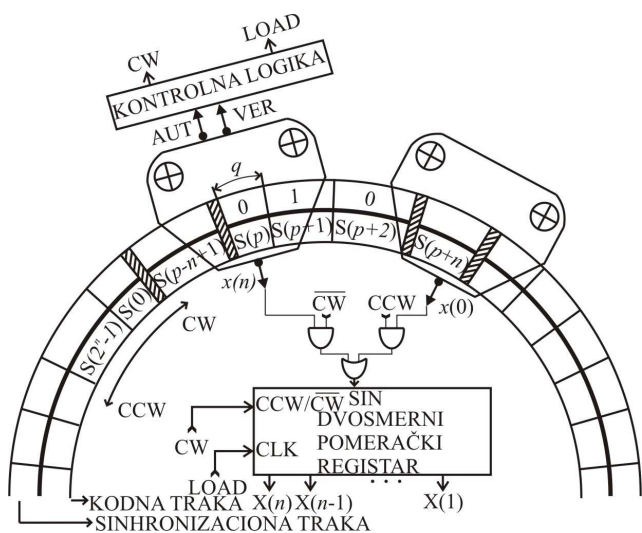 CW
LOAD
KONTROLNA LOGIKA
AUT
VER
q
0
1
0
S(2ⁿ-1)
S(0)
S(p-n+1)
S(p)
S(p+1)
S(p+2)
S(p+n)
x(n)
x(0)
CW
CCW
C̅W̅
CCW
CCW/C̅W̅ SIN
DVOSMERNI
POMERAČKI
REGISTAR
CLK
CW
LOAD
...
X(n) X(n-1) X(1)
KODNA TRAKA
SINHRONIZACIONA TRAKA